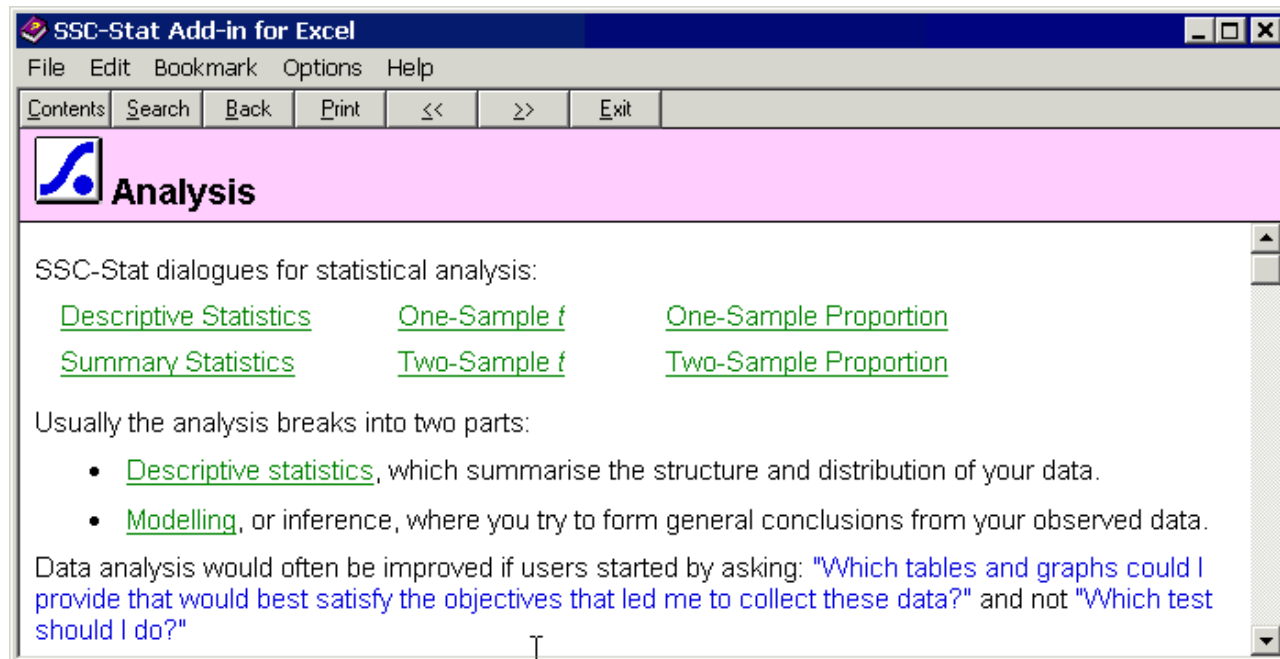 SSC-Stat Add-in for Excel
File Edit Bookmark Options Help
Contents Search Back Print << >> Exit
Analysis
SSC-Stat dialogues for statistical analysis:
Descriptive Statistics One-Sample t One-Sample Proportion
Summary Statistics Two-Sample t Two-Sample Proportion
Usually the analysis breaks into two parts:
• Descriptive statistics, which summarise the structure and distribution of your data.
• Modelling, or inference, where you try to form general conclusions from your observed data.
Data analysis would often be improved if users started by asking: "Which tables and graphs could I
provide that would best satisfy the objectives that led me to collect these data?" and not "Which test
should I do?"